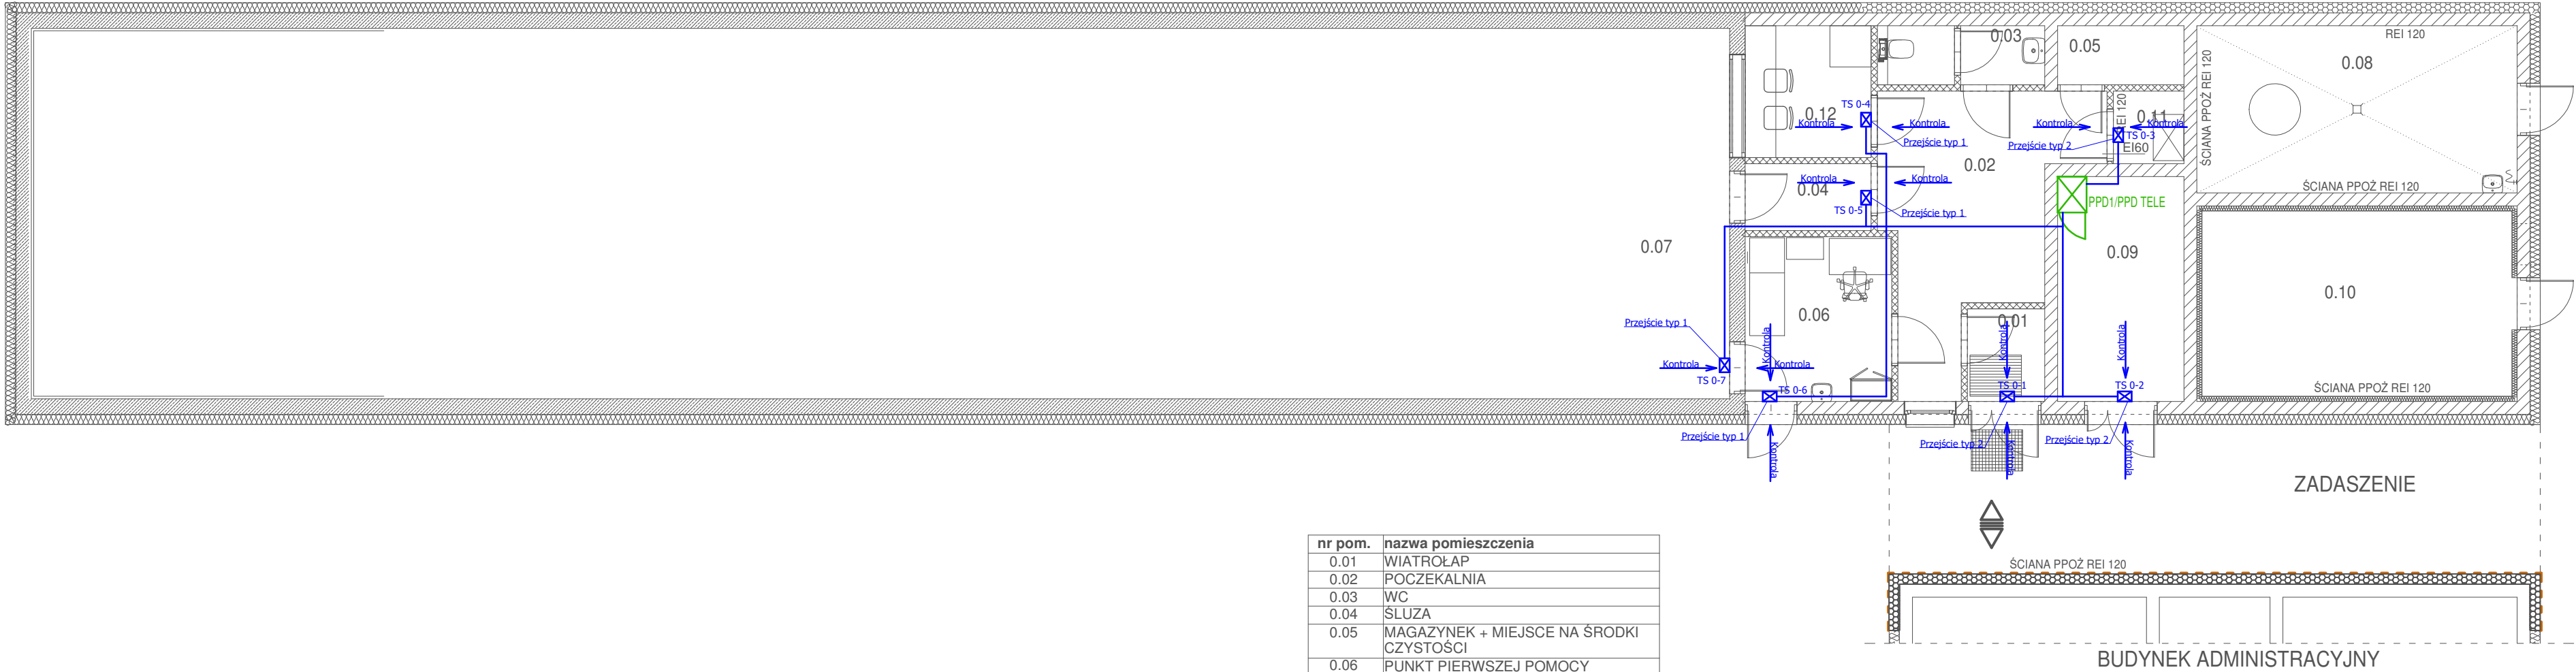 REI 120
0.03
0.05
0.08
ŚCIANA PPOŻ REI 120
TS 0-4
REI 120
0.12
0.11
Kontrola
Kontrola
Kontrola
Kontrola
TS 0-3
Przejście typ 1
Przejście typ 2
EI60
0.02
Kontrola
Kontrola
0.04
ŚCIANA PPOŻ REI 120
PPD1/PPD TELE
TS 0-5
Przejście typ 1
0.07
0.09
0.10
0.06
0.01
Przejście typ 1
Kontrola
Kontrola
Kontrola
Kontrola
Kontrola
TS 0-7
TS 0-6
TS 0-1
TS 0-2
ŚCIANA PPOŻ REI 120
Przejście typ 1
Przejście typ 2
Przejście typ 2
Kontrola
Kontrola
Kontrola
ZADASZENIE
nr pom. nazwa pomieszczenia
0.01 WIATROŁAP
0.02 POCZEKALNIA
0.03 WC
0.04 ŚLUZA
0.05 MAGAZYNEK + MIEJSCE NA ŚRODKI
CZYSTOŚCI
0.06 PUNKT PIERWSZEJ POMOCY
ŚCIANA PPOŻ REI 120
BUDYNEK ADMINISTRACYJNY